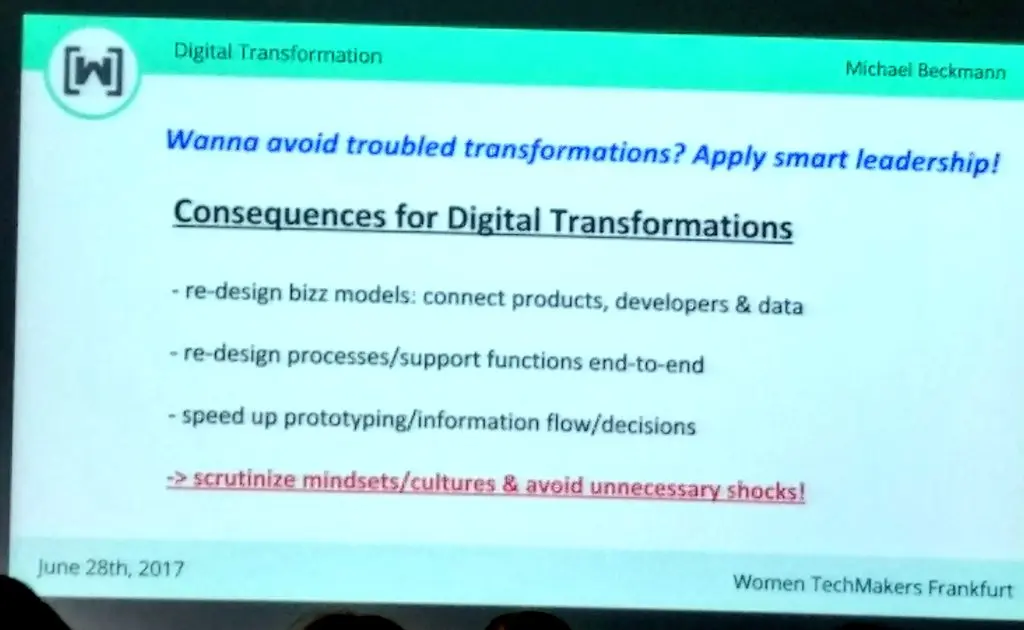 [W]
Digital Transformation
Michael Beckmann
Wanna avoid troubled transformations? Apply smart leadership!
Consequences for Digital Transformations
- re-design bizz models: connect products, developers & data
- re-design processes/support functions end-to-end
- speed up prototyping/information flow/decisions
-> scrutinize mindsets/cultures & avoid unnecessary shocks!
June 28th, 2017
Women TechMakers Frankfurt